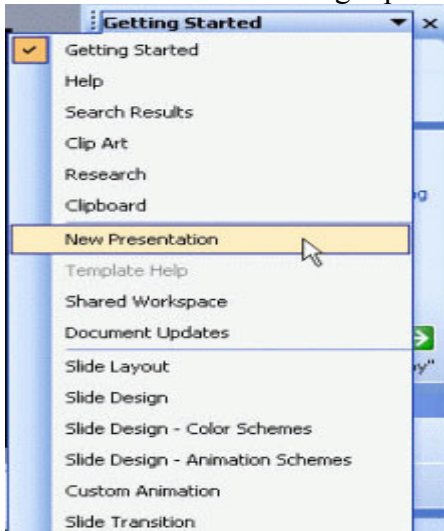 Getting Started
Getting Started
Help
Search Results
Clip Art
Research
Clipboard
New Presentation
Template Help
Shared Workspace
Document Updates
Slide Layout
Slide Design
Slide Design - Color Schemes
Slide Design - Animation Schemes
Custom Animation
Slide Transition